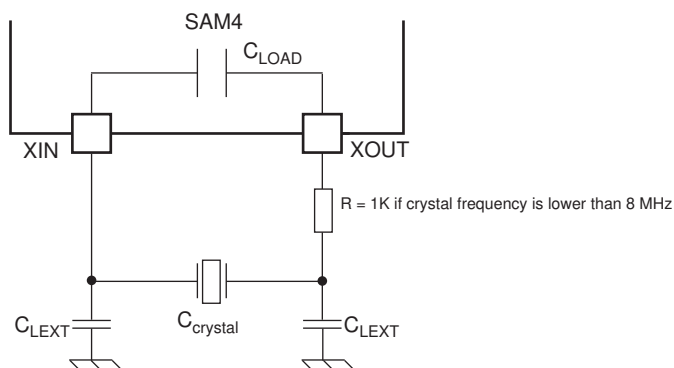 SAM4
CLOAD
XIN
XOUT
R = 1K if crystal frequency is lower than 8 MHz
CLEXT
Ccrystal
CLEXT